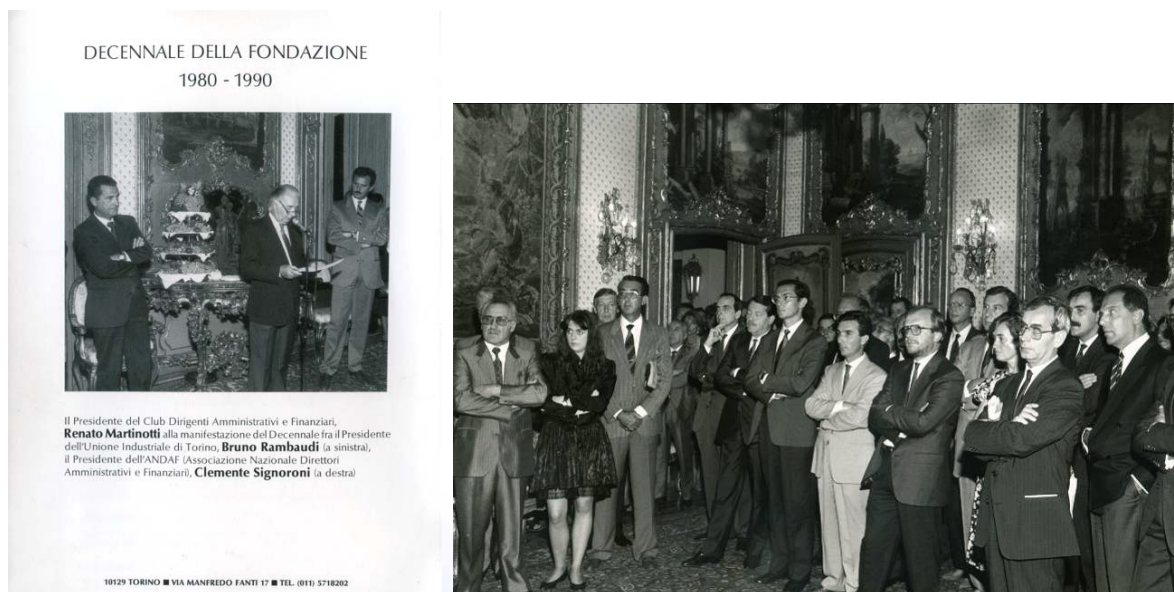 DECENNALE DELLA FONDAZIONE
1980 - 1990
Il Presidente del Club Dirigenti Amministrativi e Finanziari,
Renato Martinotti alla manifestazione del Decennale fra il Presidente
dell'Unione Industriale di Torino, Bruno Rambaudi (a sinistra),
il Presidente dell'ANDAF (Associazione Nazionale Direttori
Amministrativi e Finanziari), Clemente Signoroni (a destra)
10129 TORINO ■ VIA MANFREDO FANTI 17 ■ TEL. (011) 5718202